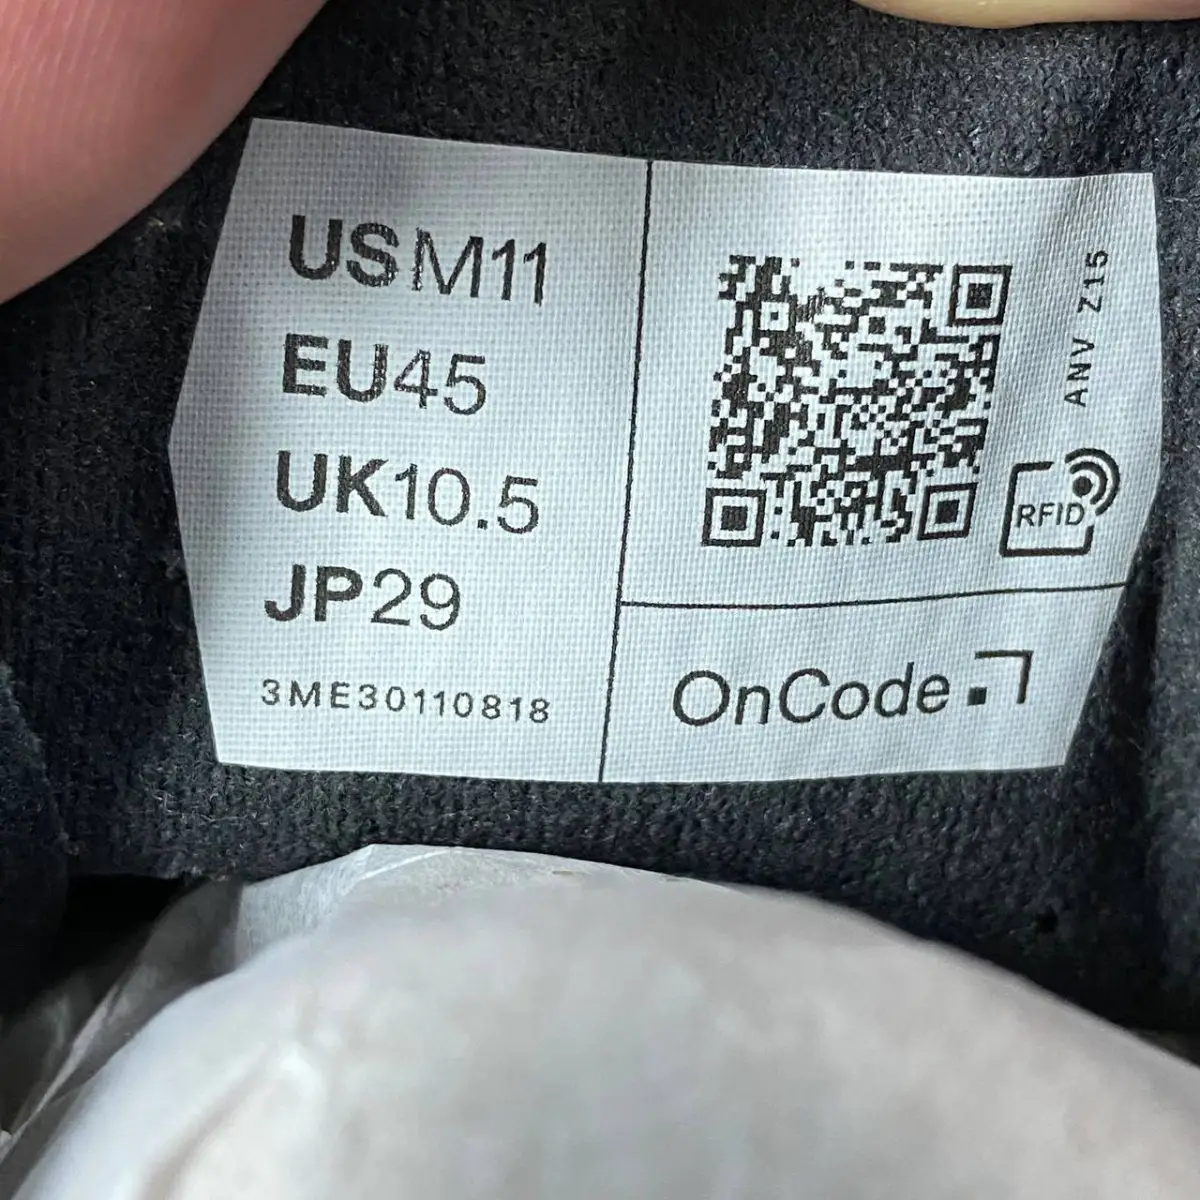 USM11
EU45
UK10.5
JP29
3ME30110818
ANV Z15
RFID
OnCode